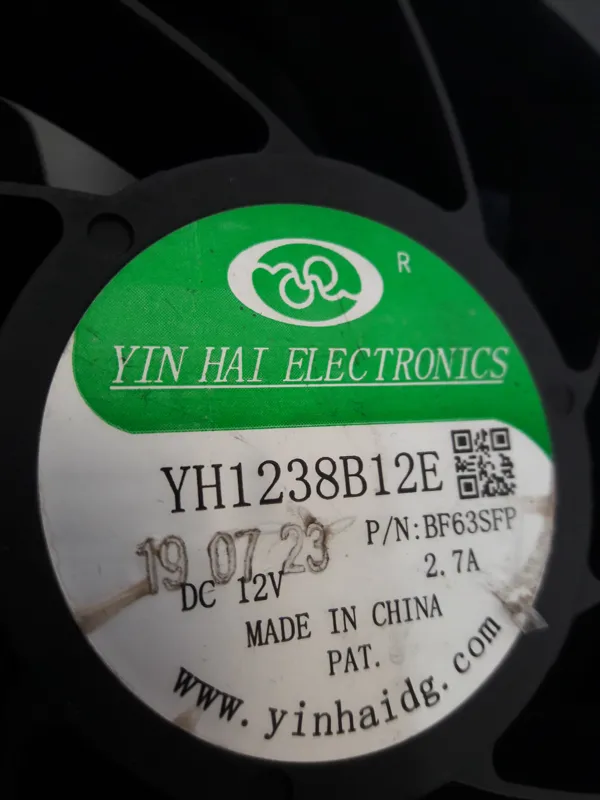 R
YIN HAI ELECTRONICS
YH1238B12E
P/N:BF63SFP
19 07 23
2.7A
DC 12V
MADE IN CHINA
PAT.
www.yinhaidg.com